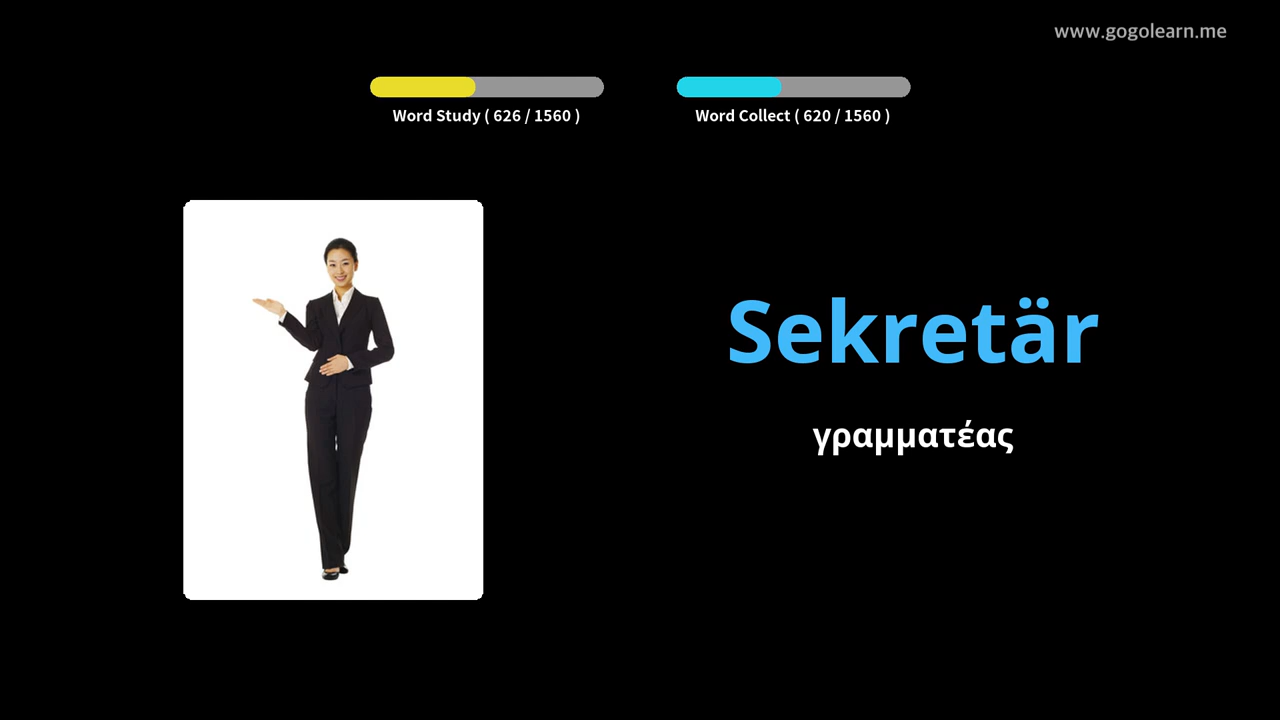 www.gogolearn.me
Word Study ( 626 / 1560 )
Word Collect ( 620 / 1560 )
Sekretär
γραμματέας